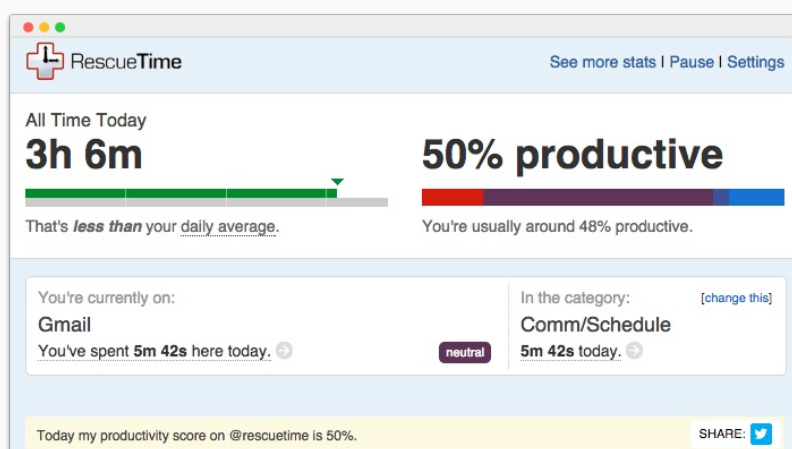 RescueTime
See more stats | Pause | Settings
All Time Today
3h 6m
That's less than your daily average.
50% productive
You're usually around 48% productive.
You're currently on:
Gmail
You've spent 5m 42s here today.
neutral
In the category:
[change this]
Comm/Schedule
5m 42s today.
Today my productivity score on @rescuetime is 50%.
SHARE: